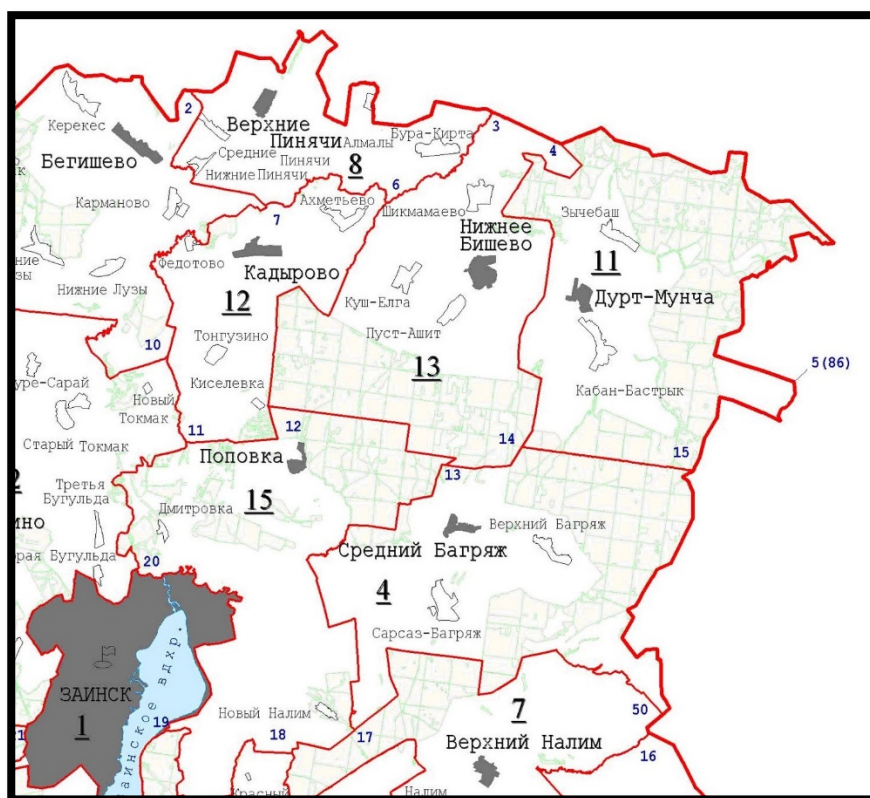 2
3
4
Керекес
Верхние
Пинячи
Алмалы
Бура-Кирта
Бегишево
Средние
Пинячи
Нижние Пинячи
8
6
Карманово
Ахметьево
Шикмамаево
7
Зычебаш
Нижнее
Бишево
Федотово
Кадырово
11
Нижние Лузы
12
Куш-Елга
Дурт-Мунча
Тонгузино
Пуст-Ашит
5(86)
10
13
Киселевка
Кабан-Бастрык
Новый
Токмак
11
12
14
15
Старый Токмак
Поповка
13
Третья
Бугульда
15
Дмитровка
Верхний Багряж
Средний Багряж
20
4
Сарсаз-Багряж
ЗАИНСК
1
19
Заинское вдхр.
Новый Налим
18
17
7
50
Верхний Налим
16
21
Красный
Налим